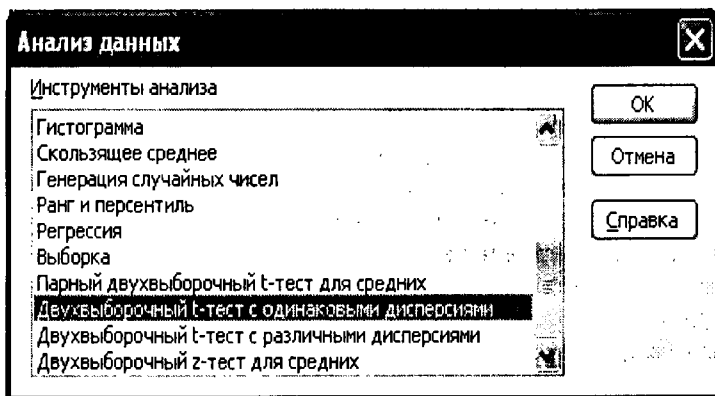 Анализ данных
Инструменты анализа
Гистограмма
Скользящее среднее
Генерация случайных чисел
Ранг и персентиль
Регрессия
Выборка
Парный двухвыборочный t-тест для средних
Двухвыборочный t-тест с одинаковыми дисперсиями
Двухвыборочный t-тест с различными дисперсиями
Двухвыборочный z-тест для средних
ОК
Отмена
Справка